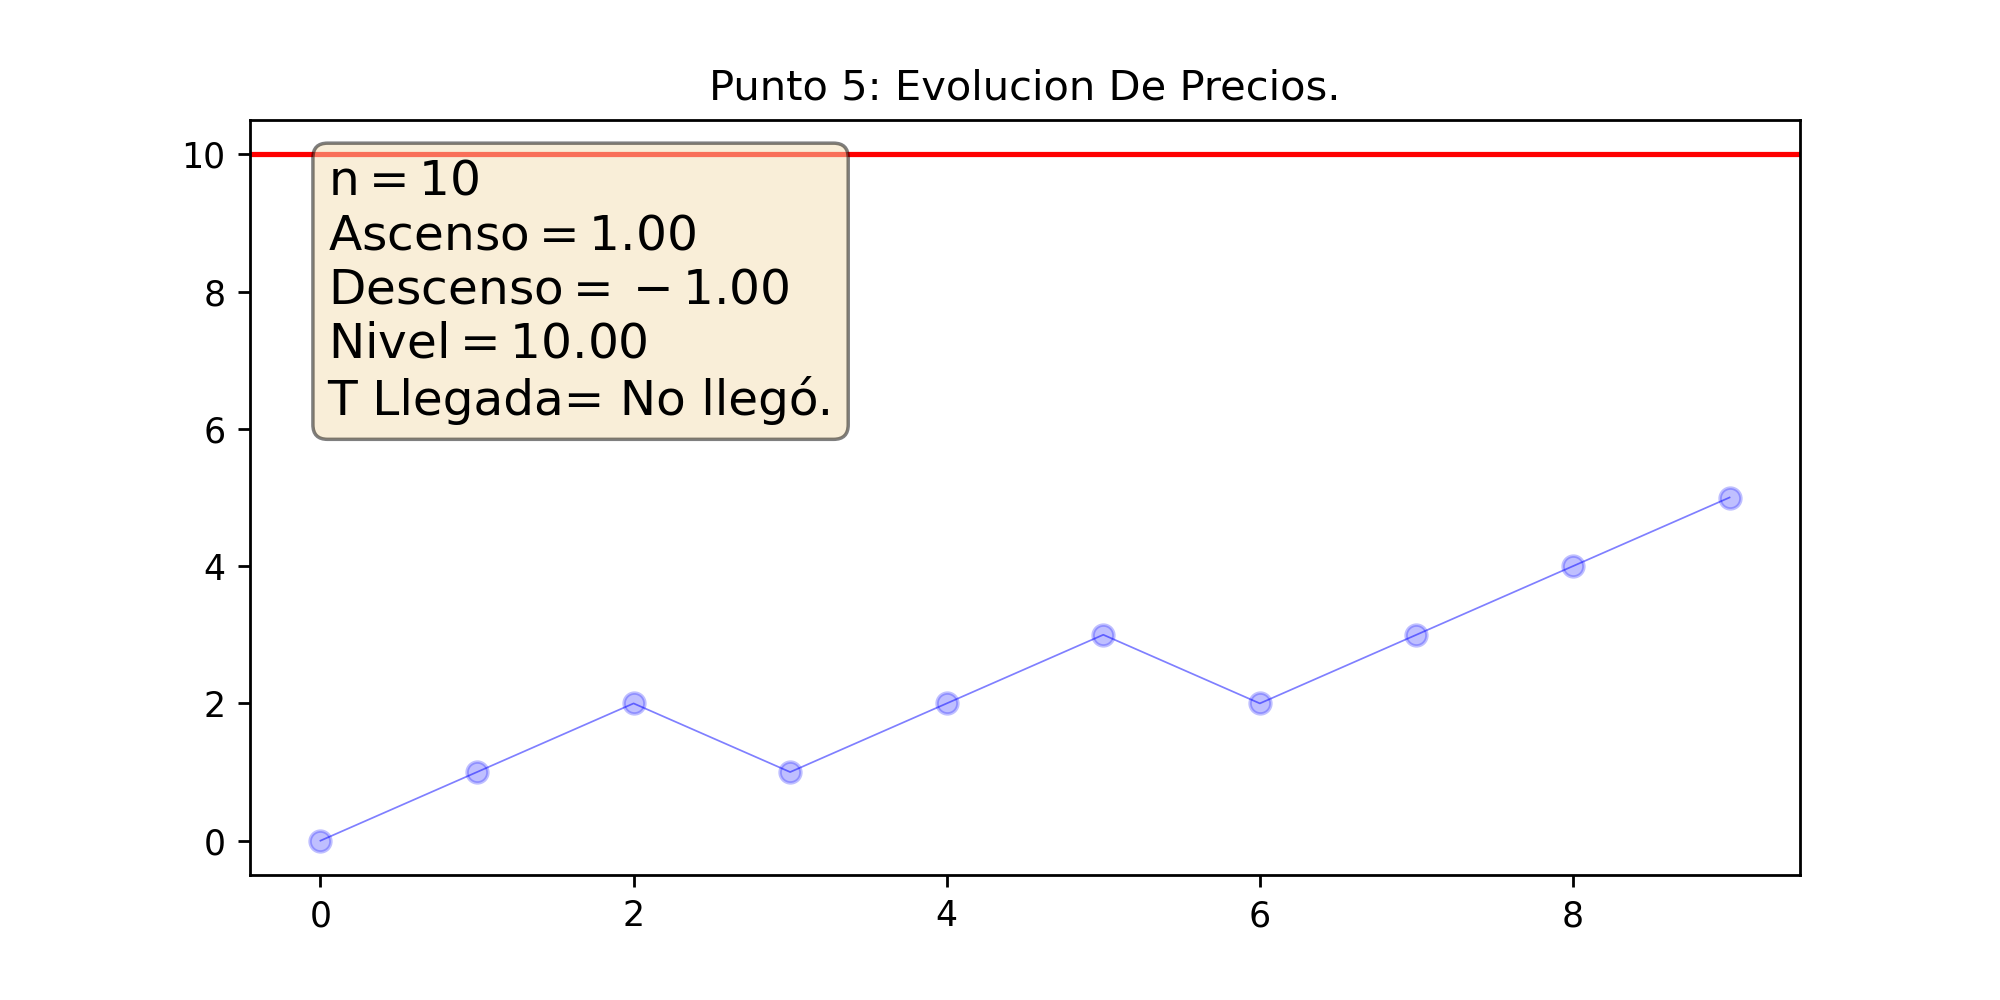 Punto 5: Evolucion De Precios.
10
8
6
4
2
0
n = 10
Ascenso = 1.00
Descenso = − 1.00
Nivel = 10.00
T Llegada= No llegó.
0 2 4 6 8